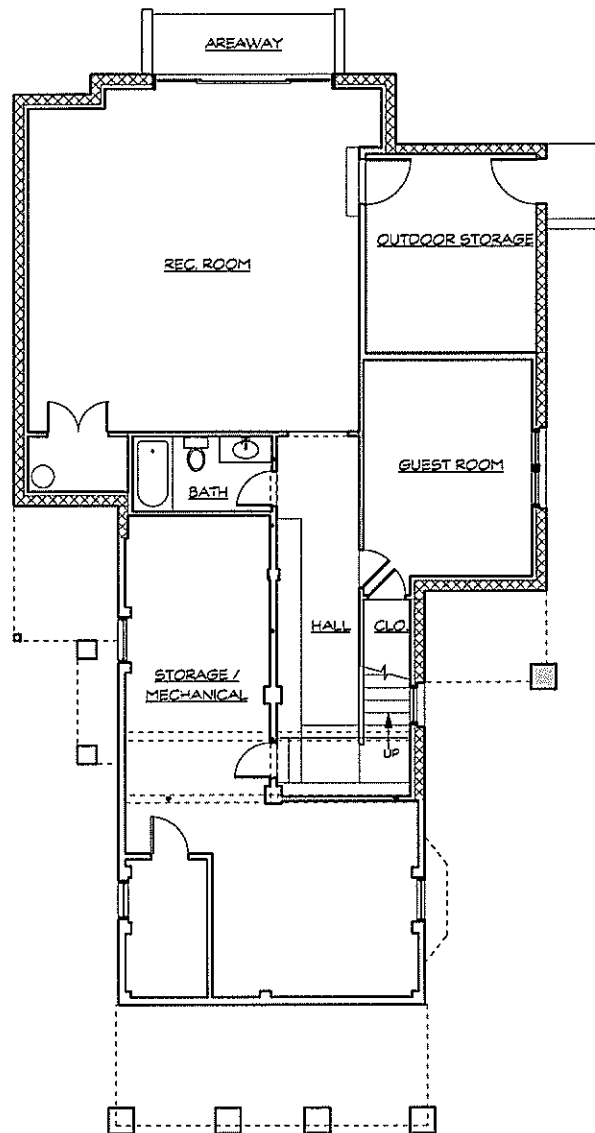 AREAWAY
OUTDOOR STORAGE
REC. ROOM
GUEST ROOM
BATH
HALL
CLO.
STORAGE /
MECHANICAL
UP